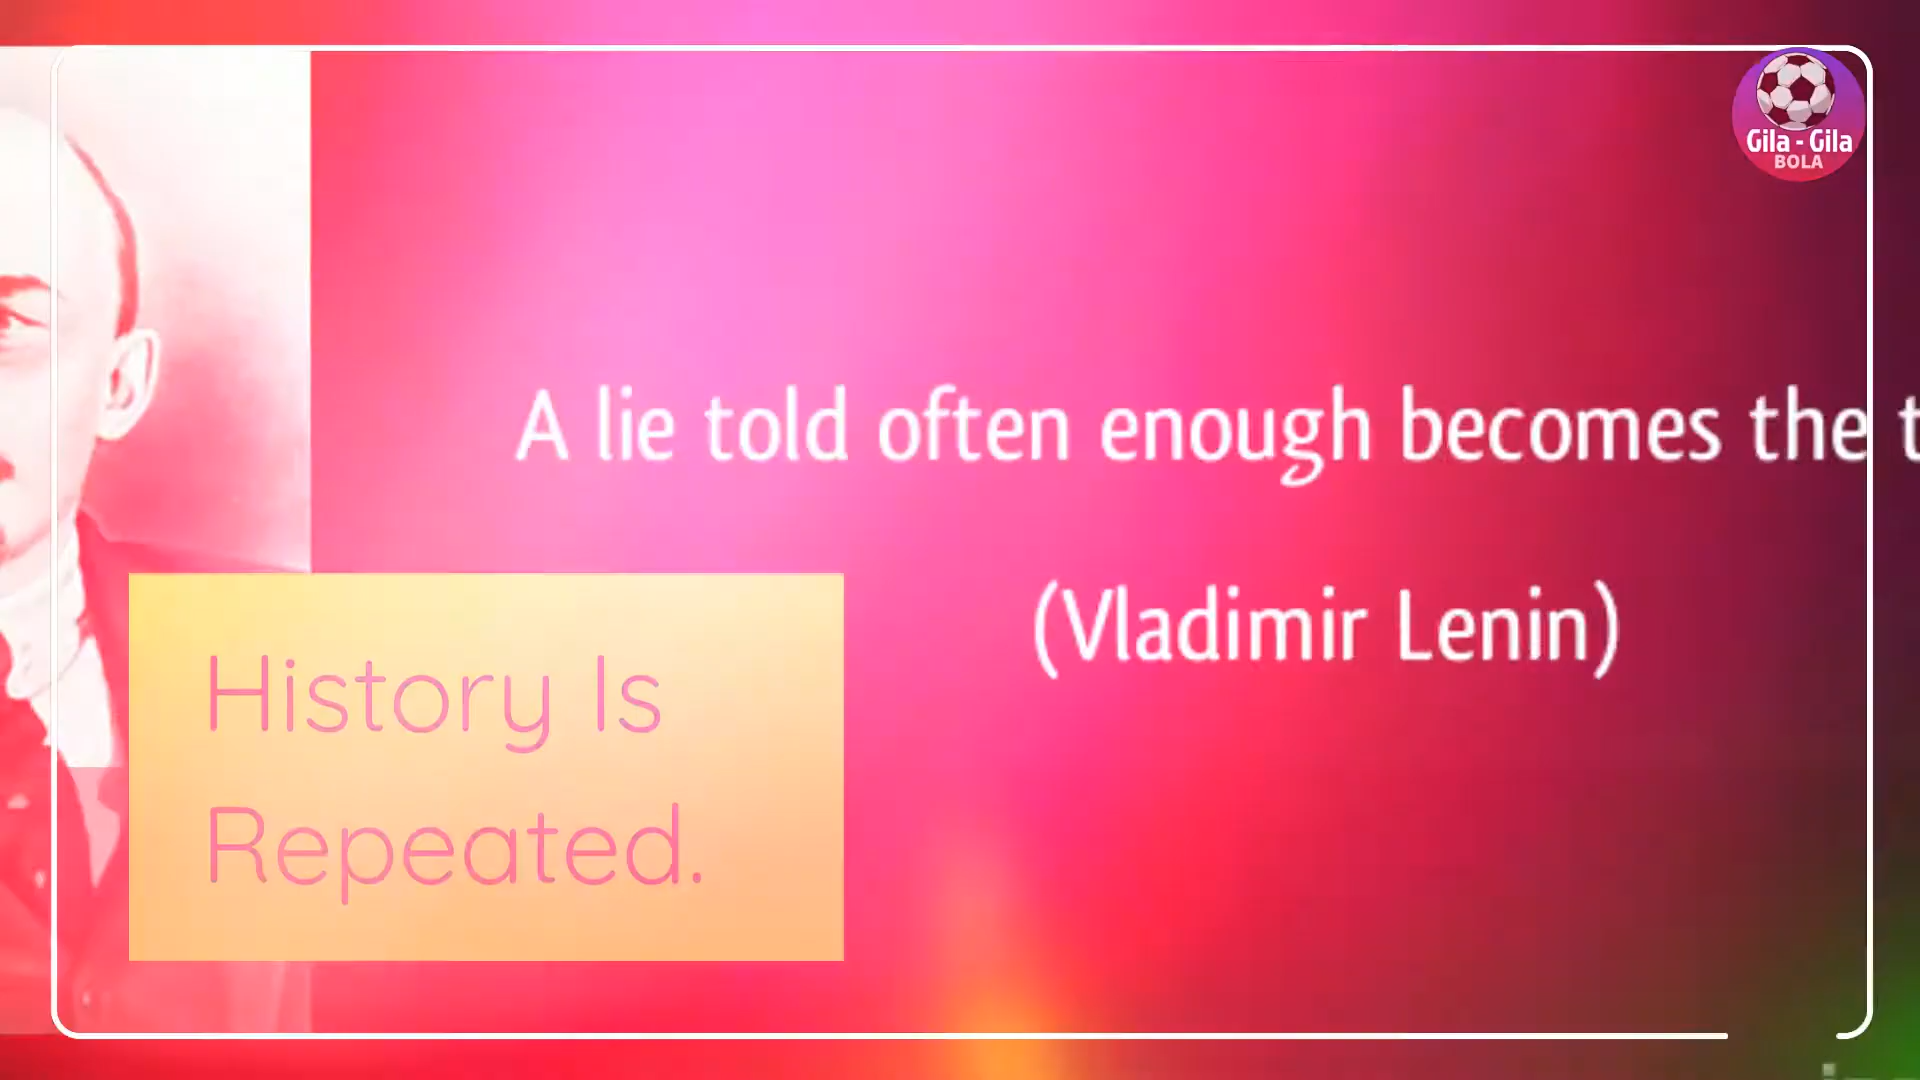 Gila - Gila
BOLA
A lie told often enough becomes the t
(Vladimir Lenin)
History Is
Repeated.